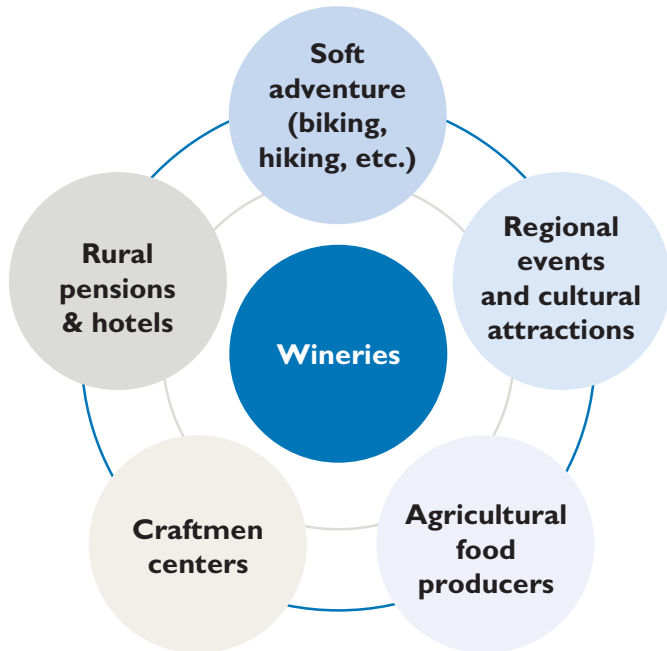 Soft
adventure
(biking,
hiking, etc.)
Regional
events
and cultural
attractions
Agricultural
food
producers
Craftmen
centers
Rural
pensions
& hotels
Wineries